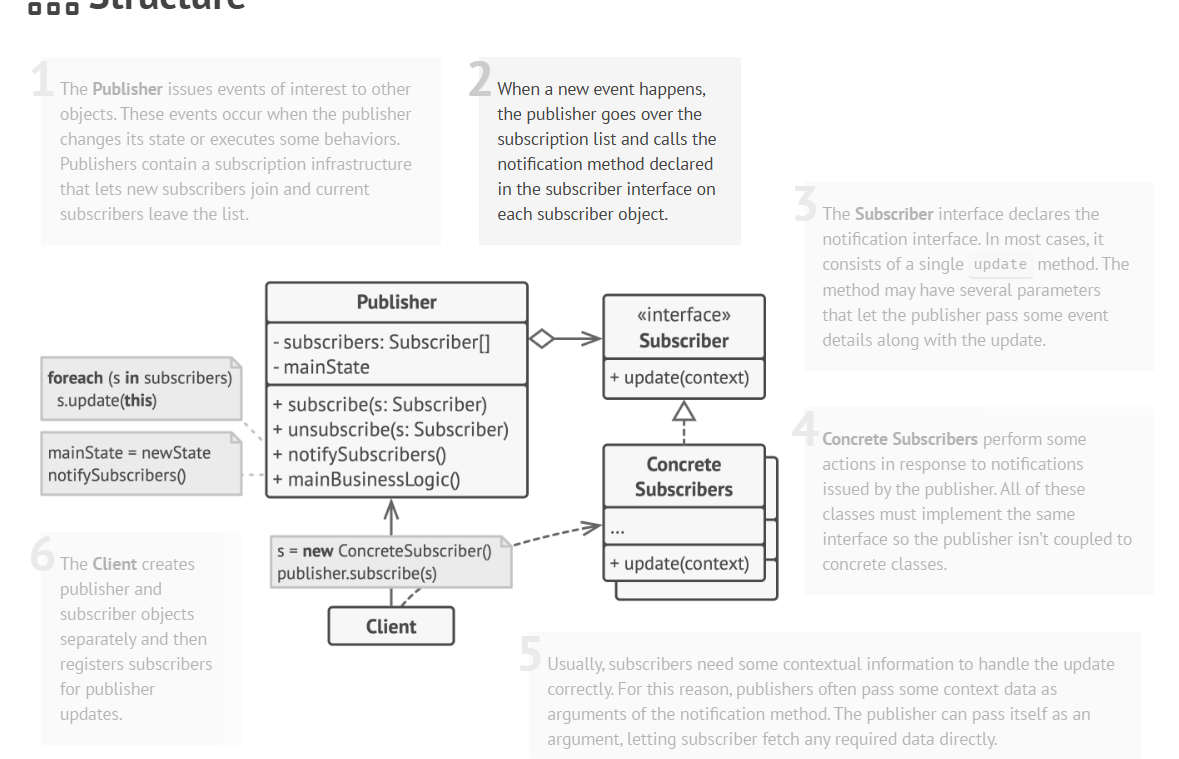 Structure
1
The Publisher issues events of interest to other
objects. These events occur when the publisher
changes its state or executes some behaviors.
Publishers contain a subscription infrastructure
that lets new subscribers join and current
subscribers leave the list.
2
When a new event happens,
the publisher goes over the
subscription list and calls the
notification method declared
in the subscriber interface on
each subscriber object.
3
The Subscriber interface declares the
notification interface. In most cases, it
consists of a single update method. The
method may have several parameters
that let the publisher pass some event
details along with the update.
Publisher
- subscribers: Subscriber[]
- mainState
+ subscribe(s: Subscriber)
+ unsubscribe(s: Subscriber)
+ notifySubscribers()
+ mainBusinessLogic()
«interface»
Subscriber
+ update(context)
foreach (s in subscribers)
s.update(this)
mainState = newState
notifySubscribers()
Concrete
Subscribers
...
+ update(context)
4
Concrete Subscribers perform some
actions in response to notifications
issued by the publisher. All of these
classes must implement the same
interface so the publisher isn't coupled to
concrete classes.
s = new ConcreteSubscriber()
publisher.subscribe(s)
Client
6
The Client creates
publisher and
subscriber objects
separately and then
registers subscribers
for publisher
updates.
5
Usually, subscribers need some contextual information to handle the update
correctly. For this reason, publishers often pass some context data as
arguments of the notification method. The publisher can pass itself as an
argument, letting subscriber fetch any required data directly.